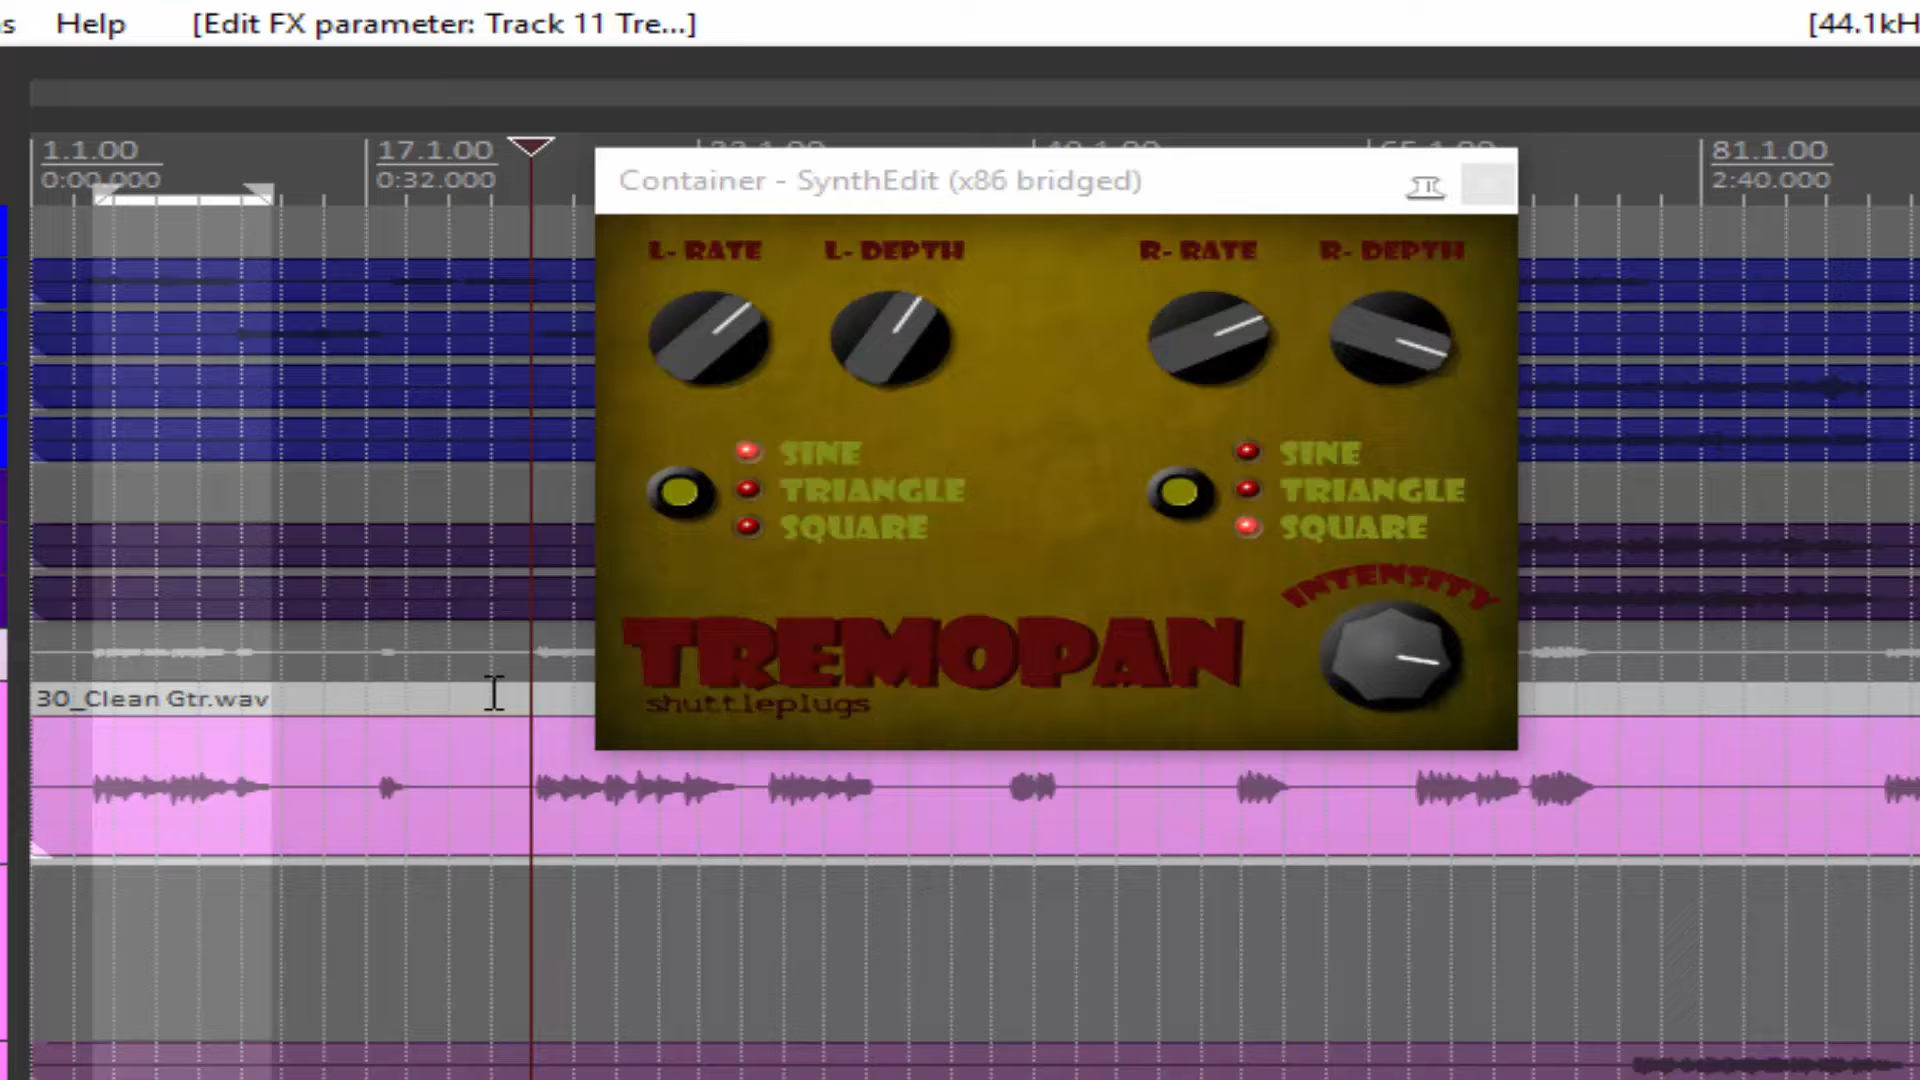 s Help [Edit FX parameter: Track 11 Tre...] [44.1kH
1.1.00 17.1.00 81.1.00
0:00.000 0:32.000 2:40.000
Container - SynthEdit (x86 bridged)
L- RATE L- DEPTH R- RATE R- DEPTH
SINE SINE
TRIANGLE TRIANGLE
SQUARE SQUARE
INTENSITY
TREMOPAN
shuttleplugs
30_Clean Gtr.wav